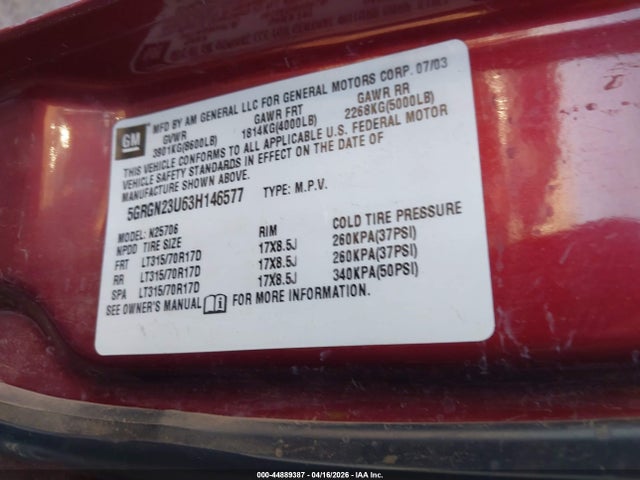 MFD BY AM GENERAL LLC FOR GENERAL MOTORS CORP. 07/03
GM
GVWR GAWR FRT GAWR RR
3901KG(8600LB) 1814KG(4000LB) 2268KG(5000LB)
THIS VEHICLE CONFORMS TO ALL APPLICABLE U.S. FEDERAL MOTOR
VEHICLE SAFETY STANDARDS IN EFFECT ON THE DATE OF
MANUFACTURE SHOWN ABOVE.
5GRGN23U63H146577 TYPE: M.P.V.
MODEL: N25706
NPDD TIRE SIZE RIM COLD TIRE PRESSURE
FRT LT315/70R17D 17X8.5J 260KPA(37PSI)
RR LT315/70R17D 17X8.5J 260KPA(37PSI)
SPA LT315/70R17D 17X8.5J 340KPA(50PSI)
SEE OWNER'S MANUAL FOR MORE INFORMATION.
000-44889387 - 04/16/2026 - IAA Inc.